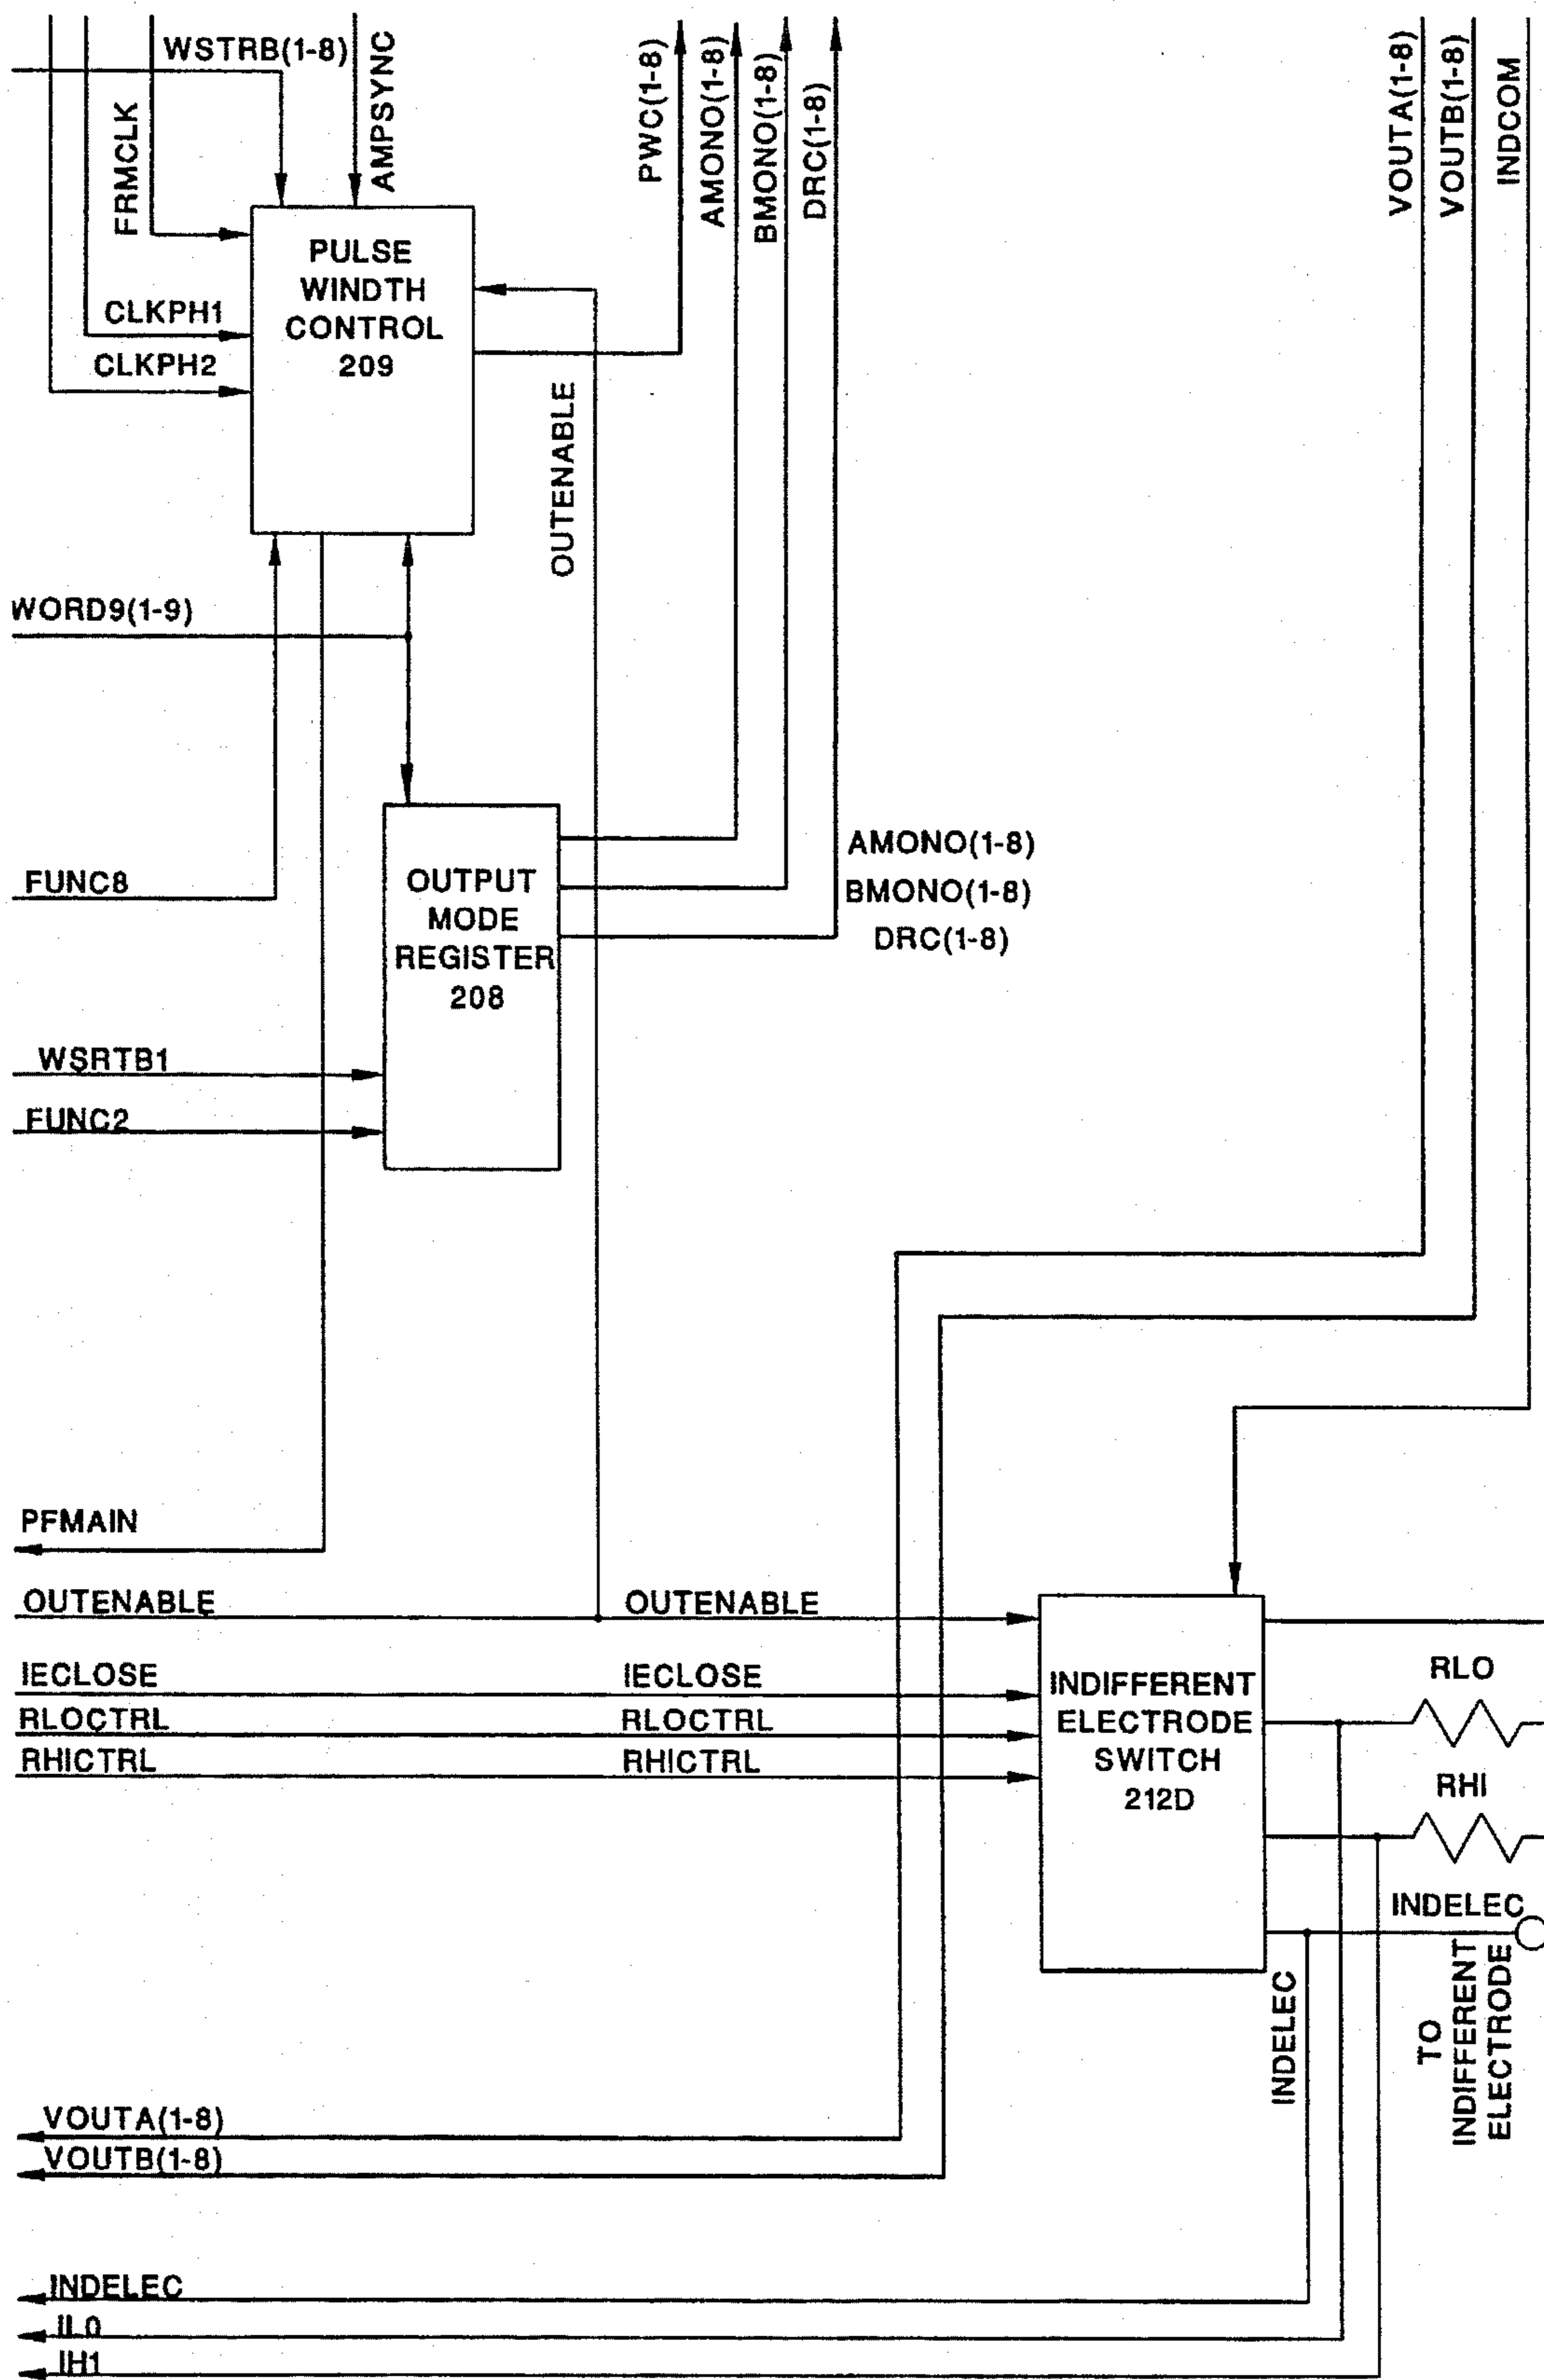 WSTRB(1-8)
AMPSYNC
FRMCLK
PWC(1-8)
AMONO(1-8)
BMONO(1-8)
DRC(1-8)
VOUTA(1-8)
VOUTB(1-8)
INDCOM
PULSE
WINDTH
CONTROL
209
CLKPH1
CLKPH2
OUTENABLE
WORD9(1-9)
FUNC8
OUTPUT
MODE
REGISTER
208
AMONO(1-8)
BMONO(1-8)
DRC(1-8)
WSRTB1
FUNC2
PFMAIN
OUTENABLE
OUTENABLE
IECLOSE
IECLOSE
RLOCTRL
RLOCTRL
RHICTRL
RHICTRL
INDIFFERENT
ELECTRODE
SWITCH
212D
RLO
RHI
INDELEC
INDELEC
TO
INDIFFERENT
ELECTRODE
VOUTA(1-8)
VOUTB(1-8)
INDELEC
IL0
IH1